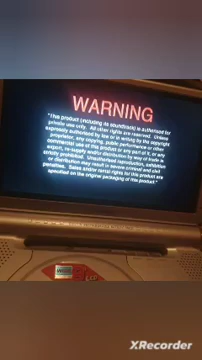 WARNING
"This product (including its soundtrack) is authorised for
private use only. All other rights are reserved. Unless
expressly authorised by law or in writing by the copyright
proprietor, any copying, public performance or other
commercial use of this product or any part of it, or any
export, re-supply and/or distribution by way of trade is
strictly prohibited. Unauthorised reproduction, exhibition
or distribution may result in severe criminal and civil
penalties. Sales and/or rental rights for this product are
specified on the original packaging of this product."
XRecorder